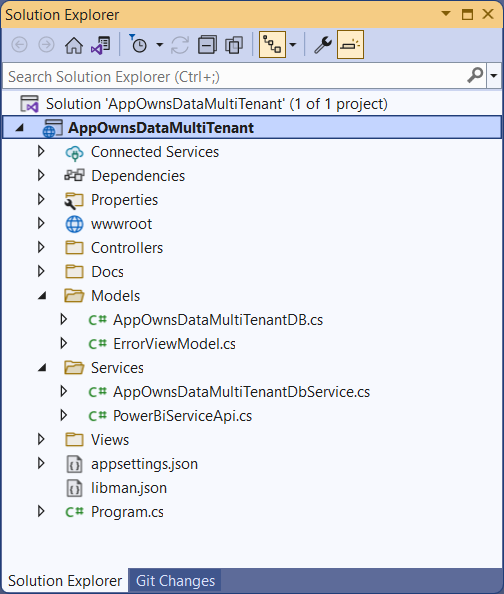 Solution Explorer
Search Solution Explorer (Ctrl+;)
Solution 'AppOwnsDataMultiTenant' (1 of 1 project)
AppOwnsDataMultiTenant
Connected Services
Dependencies
Properties
wwwroot
Controllers
Docs
Models
C# AppOwnsDataMultiTenantDB.cs
C# ErrorViewModel.cs
Services
C# AppOwnsDataMultiTenantDbService.cs
C# PowerBiServiceApi.cs
Views
appsettings.json
libman.json
C# Program.cs
Solution Explorer Git Changes